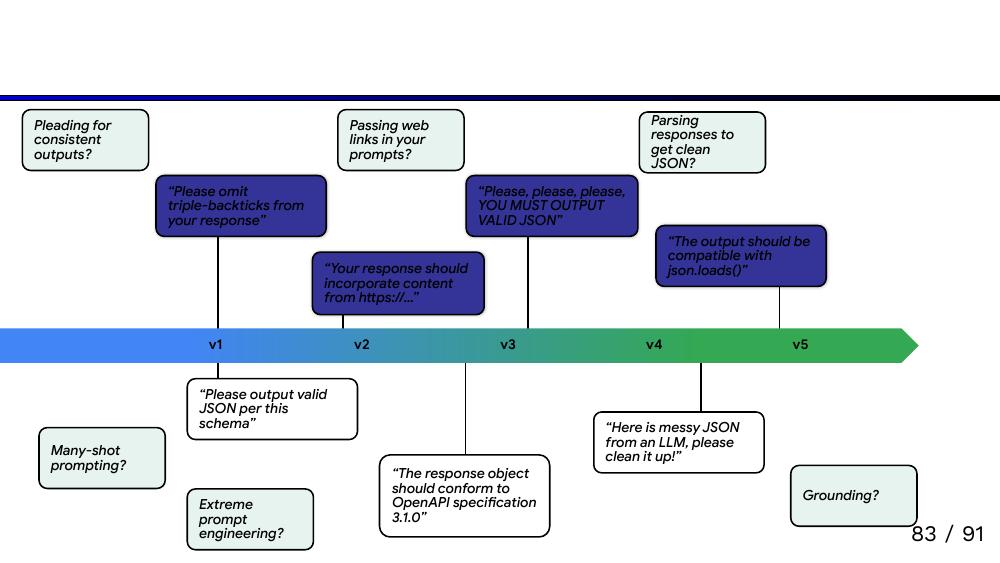 Pleading for
consistent
outputs?
Passing web
links in your
prompts?
Parsing
responses to
get clean
JSON?
“Please omit
triple-backticks from
your response”
“Please, please, please,
YOU MUST OUTPUT
VALID JSON”
“The output should be
compatible with
json.loads()”
“Your response should
incorporate content
from https://...”
v1
v2
v3
v4
v5
“Please output valid
JSON per this
schema”
“Here is messy JSON
from an LLM, please
clean it up!”
Many-shot
prompting?
“The response object
should conform to
OpenAPI specification
3.1.0”
Grounding?
Extreme
prompt
engineering?
83 / 91